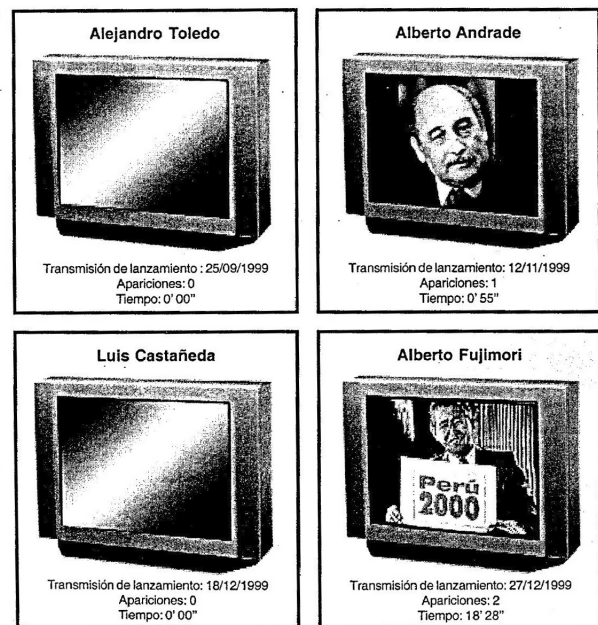 Alejandro Toledo
Transmisión de lanzamiento : 25/09/1999
Apariciones: 0
Tiempo: 0' 00"
Alberto Andrade
Transmisión de lanzamiento: 12/11/1999
Apariciones: 1
Tiempo: 0' 55"
Luis Castañeda
Transmisión de lanzamiento: 18/12/1999
Apariciones: 0
Tiempo: 0' 00"
Alberto Fujimori
Perú
2000
Transmisión de lanzamiento: 27/12/1999
Apariciones: 2
Tiempo: 18' 28"